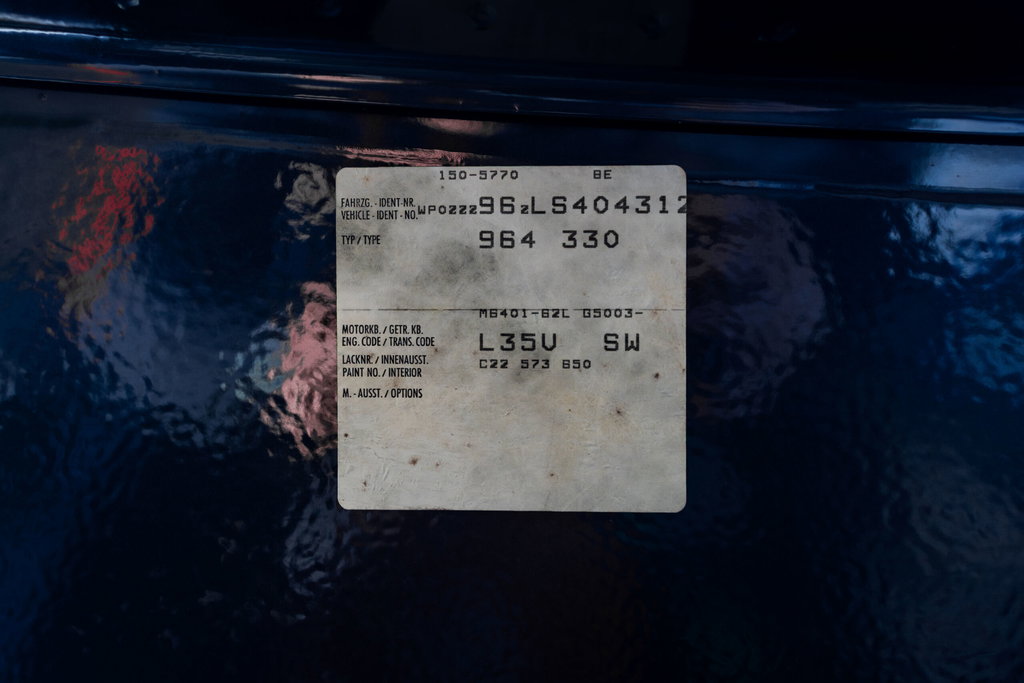 150-5770 BE
FAHRZG. - IDENT-NR. WP0ZZZ96ZLS404312
VEHICLE - IDENT - NO.
TYP / TYPE 964 330
M6401-62L G5003-
MOTORKB. / GETR. KB.
ENG. CODE / TRANS. CODE L35V SW
LACKNR. / INNENAUSST. C22 573 650
PAINT NO. / INTERIOR
M. - AUSST. / OPTIONS